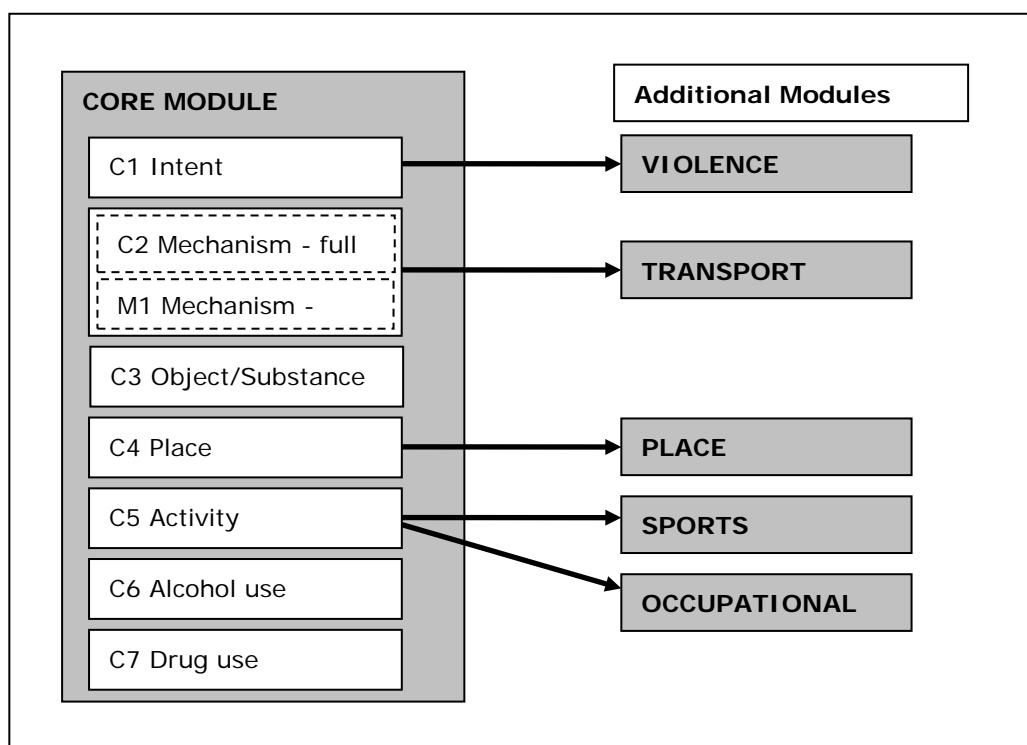 CORE MODULE
C1 Intent
C2 Mechanism - full
M1 Mechanism -
C3 Object/Substance
C4 Place
C5 Activity
C6 Alcohol use
C7 Drug use
Additional Modules
VIOLENCE
TRANSPORT
PLACE
SPORTS
OCCUPATIONAL